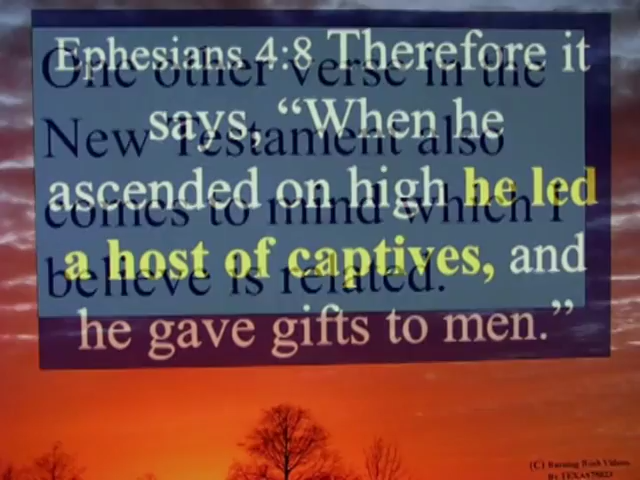 Ephesians 4:8 Therefore it
says, “When he
ascended on high he led
a host of captives, and
he gave gifts to men.”
One other verse in the
New Testament also
comes to mind which I
believe is related.
(C) Burning Bush Videos
By TEXAS75023